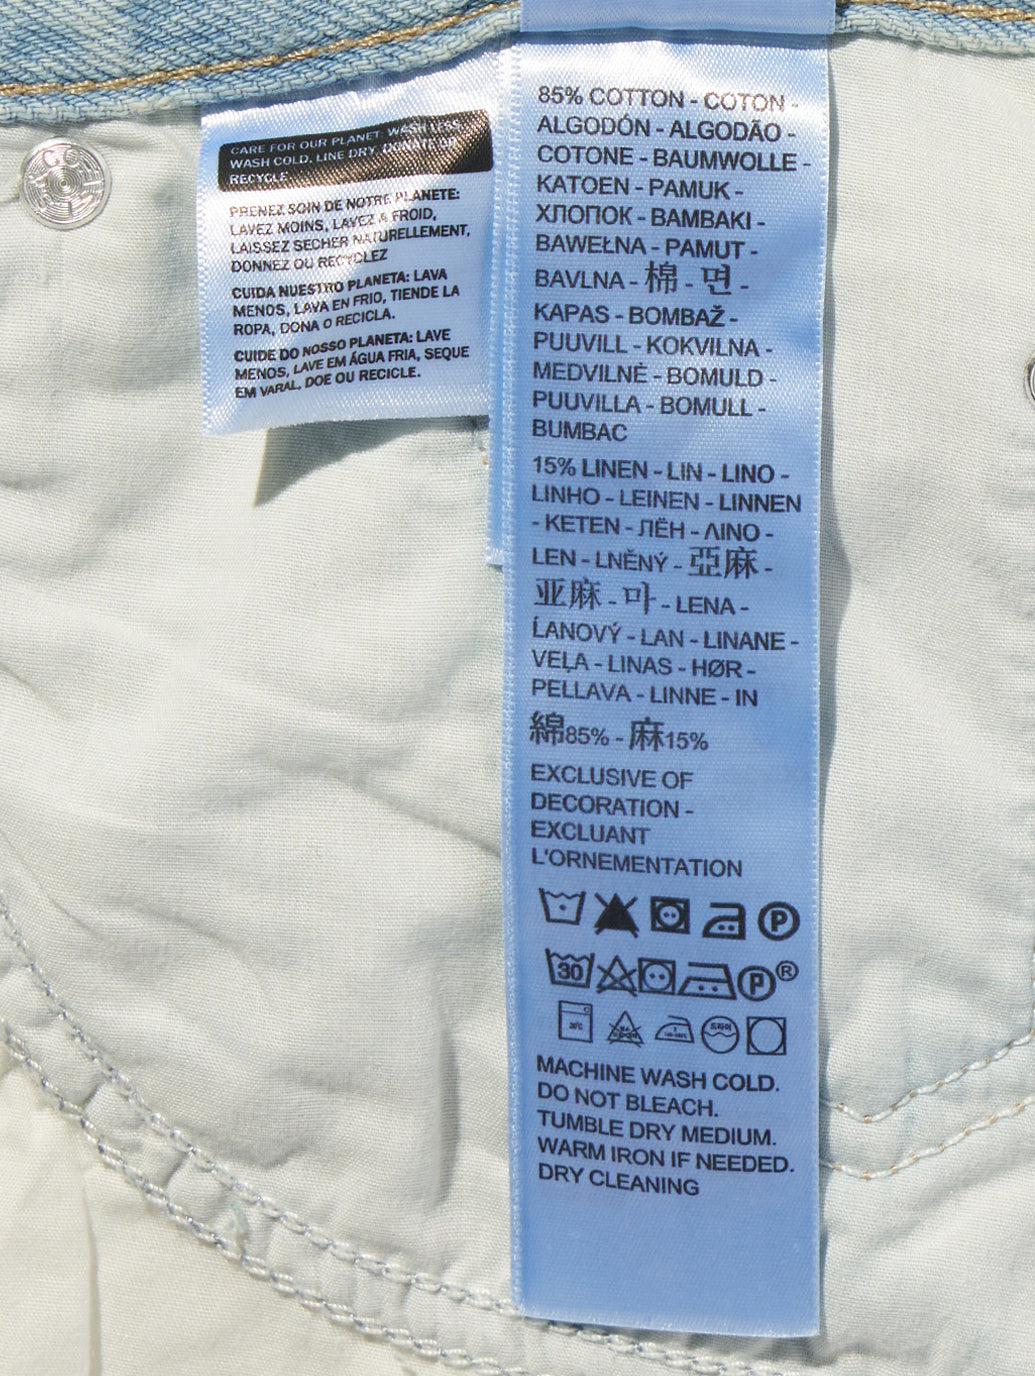 CARE FOR OUR PLANET: WASH LESS,
WASH COLD, LINE DRY, DONATE OR
RECYCLE
PRENEZ SOIN DE NOTRE PLANETE:
LAVEZ MOINS, LAVEZ A FROID,
LAISSEZ SECHER NATURELLEMENT,
DONNEZ OU RECYCLEZ
CUIDA NUESTRO PLANETA: LAVA
MENOS, LAVA EN FRIO, TIENDE LA
ROPA, DONA O RECICLA.
CUIDE DO NOSSO PLANETA: LAVE
MENOS, LAVE EM ÁGUA FRIA, SEQUE
EM VARAL, DOE OU RECICLE.
85% COTTON - COTON -
ALGODÓN - ALGODÃO -
COTONE - BAUMWOLLE -
KATOEN - PAMUK -
ХЛОПОК - ΒΑΜΒΑΚΙ -
BAWEŁNA - PAMUT -
BAVLNA - 棉 - 면 -
KAPAS - BOMBAŽ -
PUUVILL - KOKVILNA -
MEDVILNĖ - BOMULD -
PUUVILLA - BOMULL -
BUMBAC
15% LINEN - LIN - LINO -
LINHO - LEINEN - LINNEN
- KETEN - ЛЁН - ΛΙΝΟ -
LEN - LNĚNÝ - 亞麻 -
亚麻 - 마 - LENA -
ĹANOVÝ - LAN - LINANE -
VEĻA - LINAS - HØR -
PELLAVA - LINNE - IN
綿85% - 麻15%
EXCLUSIVE OF
DECORATION -
EXCLUANT
L'ORNEMENTATION
P
30 P ®
30°C 드라이
MACHINE WASH COLD.
DO NOT BLEACH.
TUMBLE DRY MEDIUM.
WARM IRON IF NEEDED.
DRY CLEANING